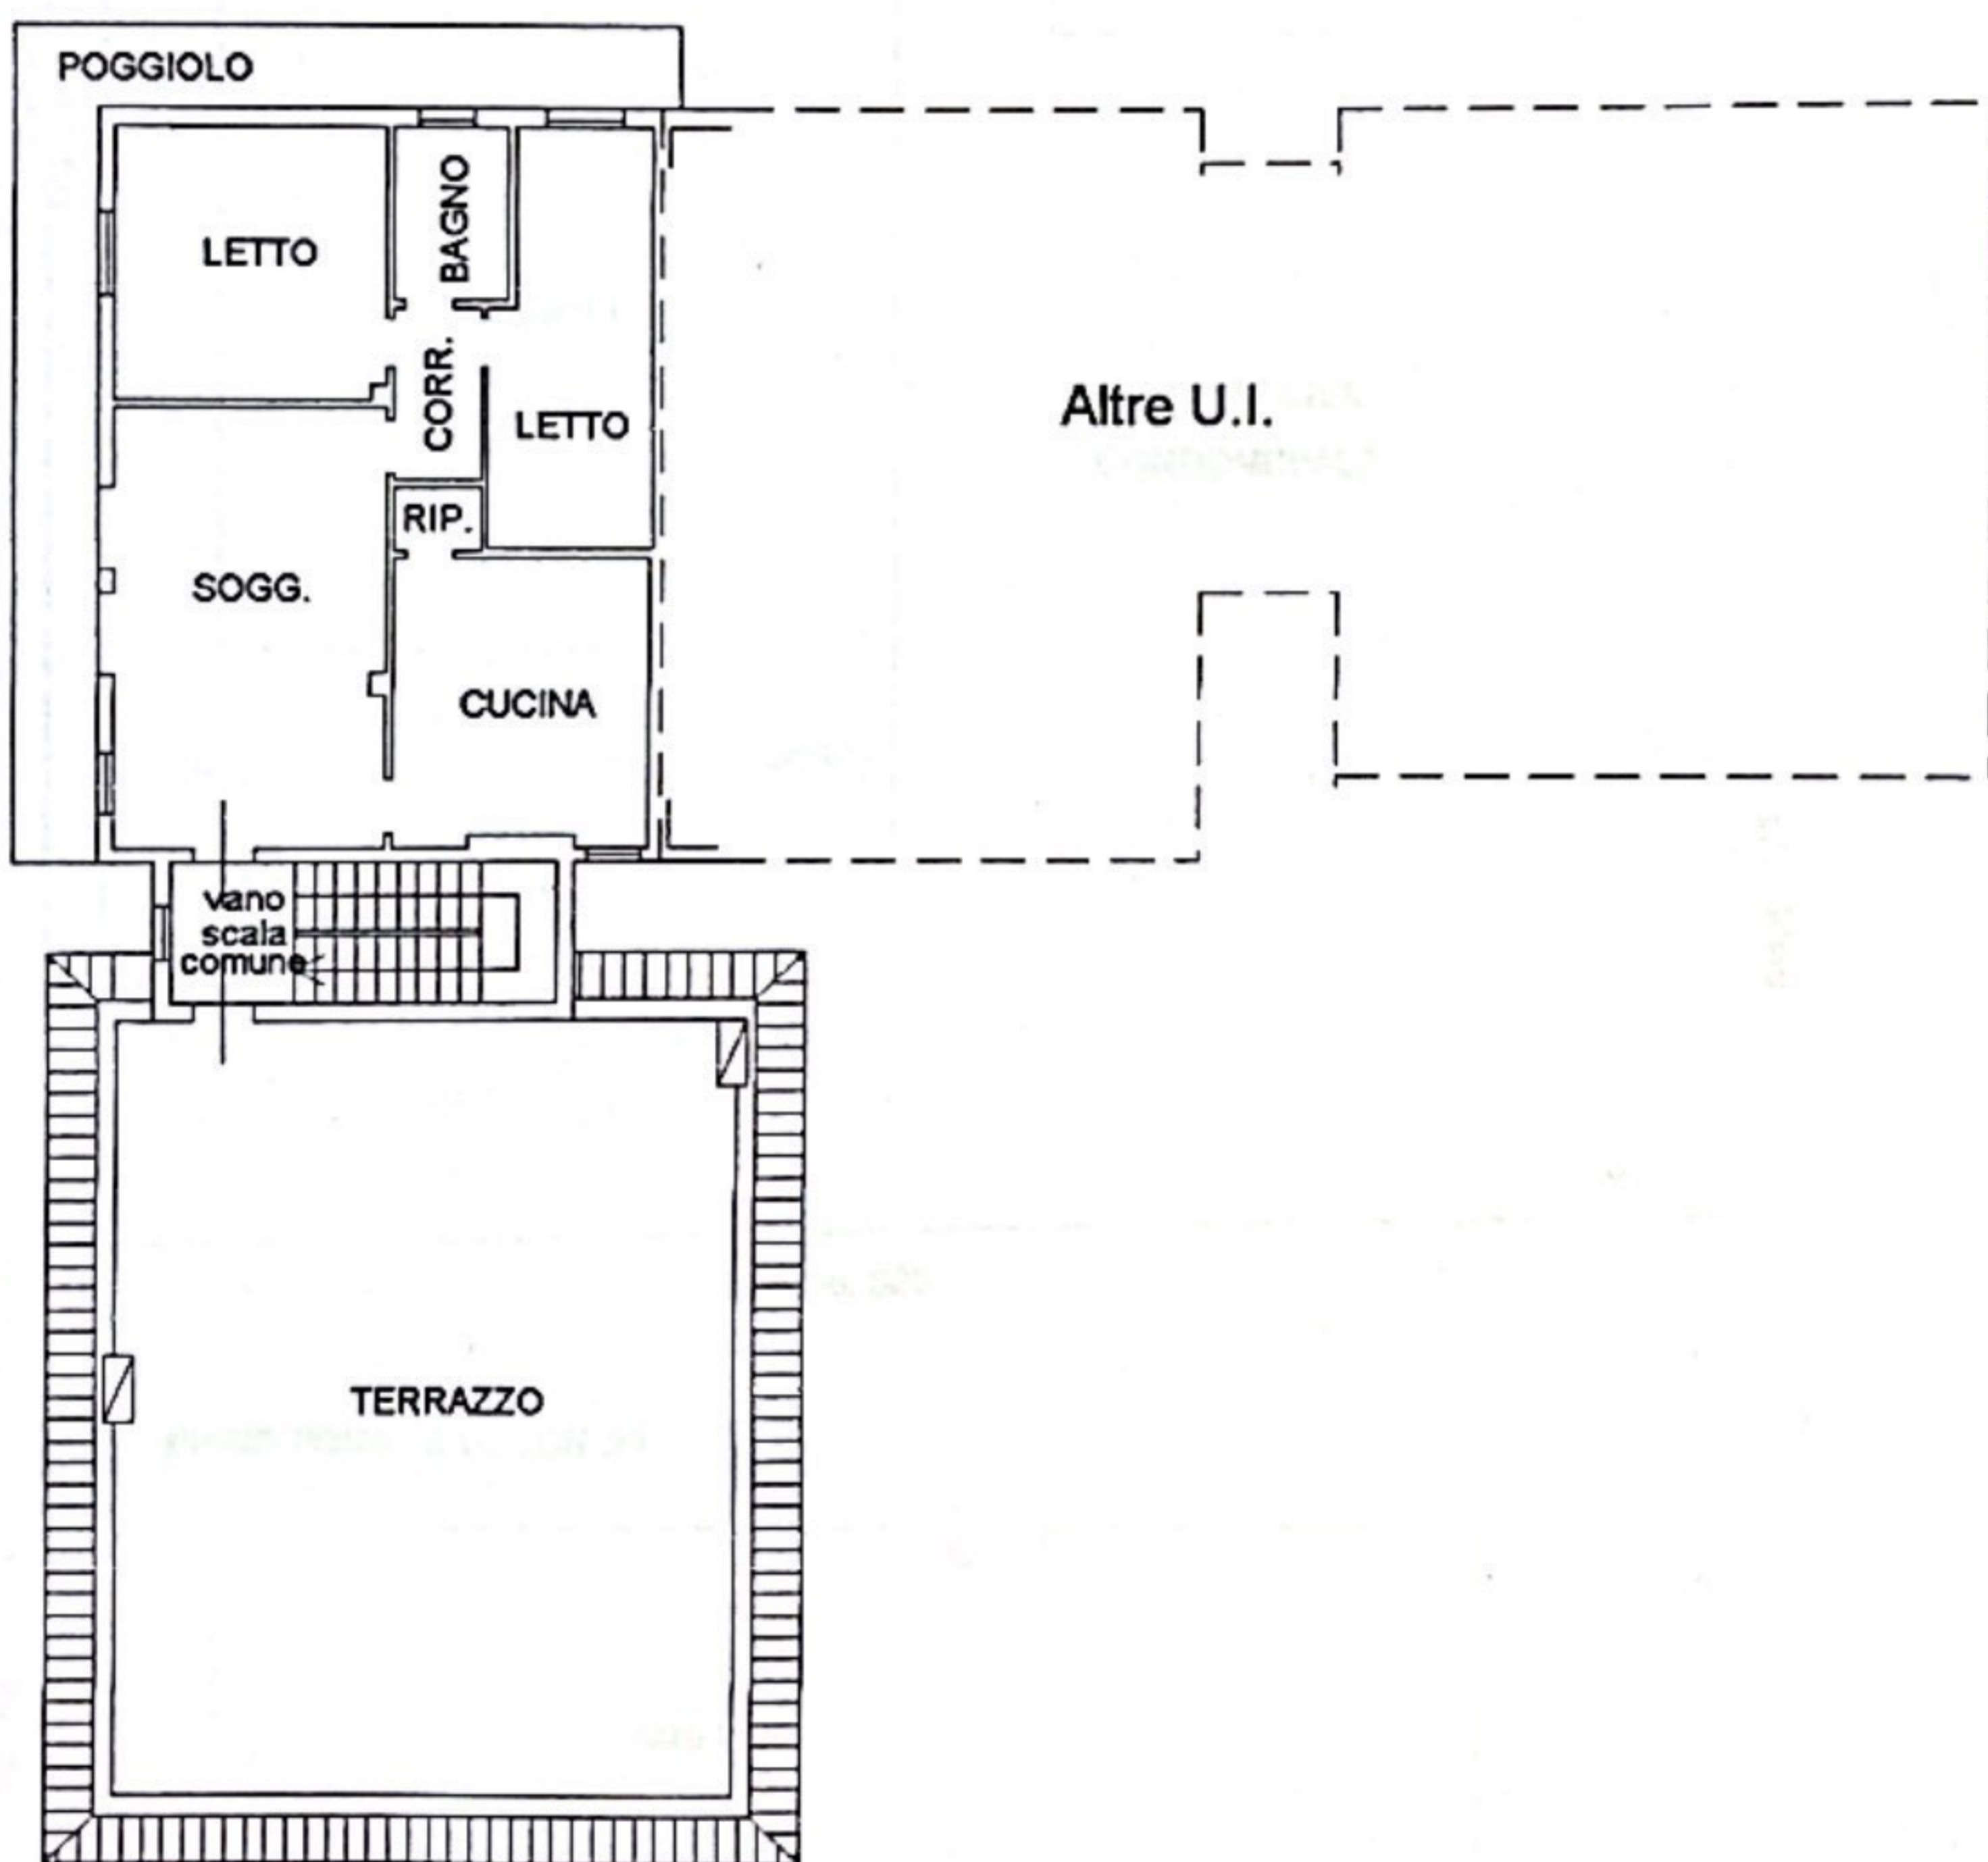 POGGIOLO
LETTO
BAGNO
CORR.
LETTO
Altre U.I.
RIP.
SOGG.
CUCINA
vano
scala
comune
TERRAZZO